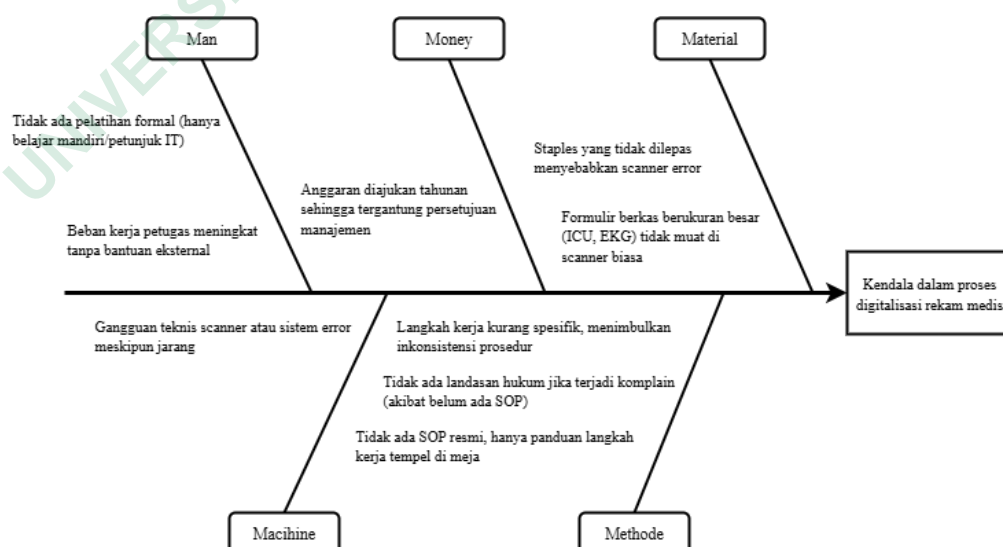 Man
Money
Material
Tidak ada pelatihan formal (hanya
belajar mandiri/petunjuk IT)
Beban kerja petugas meningkat
tanpa bantuan eksternal
Anggaran diajukan tahunan
sehingga tergantung persetujuan
manajemen
Staples yang tidak dilepas
menyebabkan scanner error
Formulir berkas berukuran besar
(ICU, EKG) tidak muat di
scanner biasa
Kendala dalam proses
digitalisasi rekam medis
Gangguan teknis scanner atau sistem error
meskipun jarang
Langkah kerja kurang spesifik, menimbulkan
inkonsistensi prosedur
Tidak ada landasan hukum jika terjadi komplain
(akibat belum ada SOP)
Tidak ada SOP resmi, hanya panduan langkah
kerja tempel di meja
Macihine
Methode